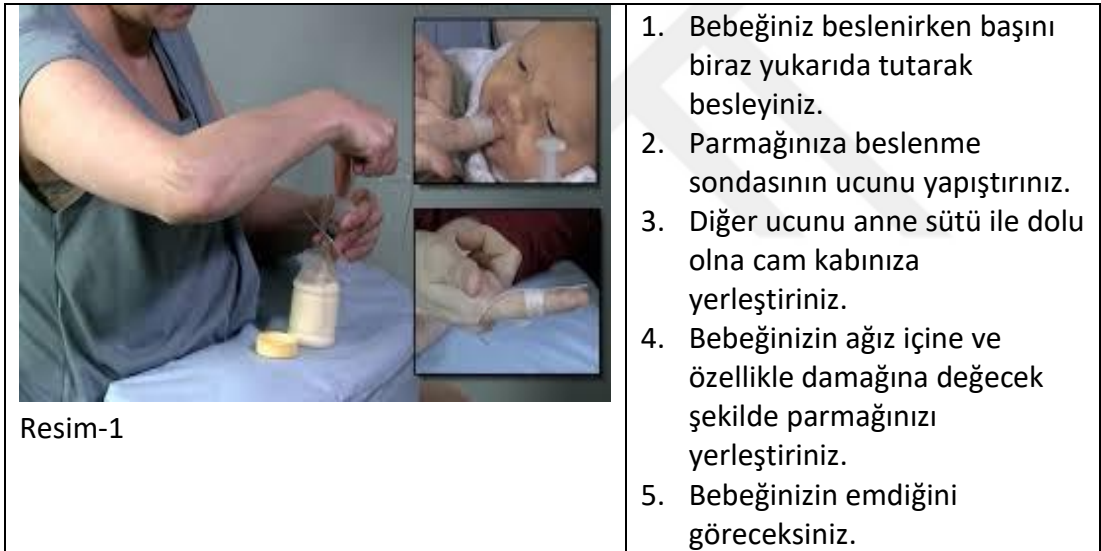 Resim-1
1. Bebeğiniz beslenirken başını
biraz yukarıda tutarak
besleyiniz.
2. Parmağınıza beslenme
sondasının ucunu yapıştırınız.
3. Diğer ucunu anne sütü ile dolu
olna cam kabınıza
yerleştiriniz.
4. Bebeğinizin ağız içine ve
özellikle damağına değecek
şekilde parmağınızı
yerleştiriniz.
5. Bebeğinizin emdiğini
göreceksiniz.